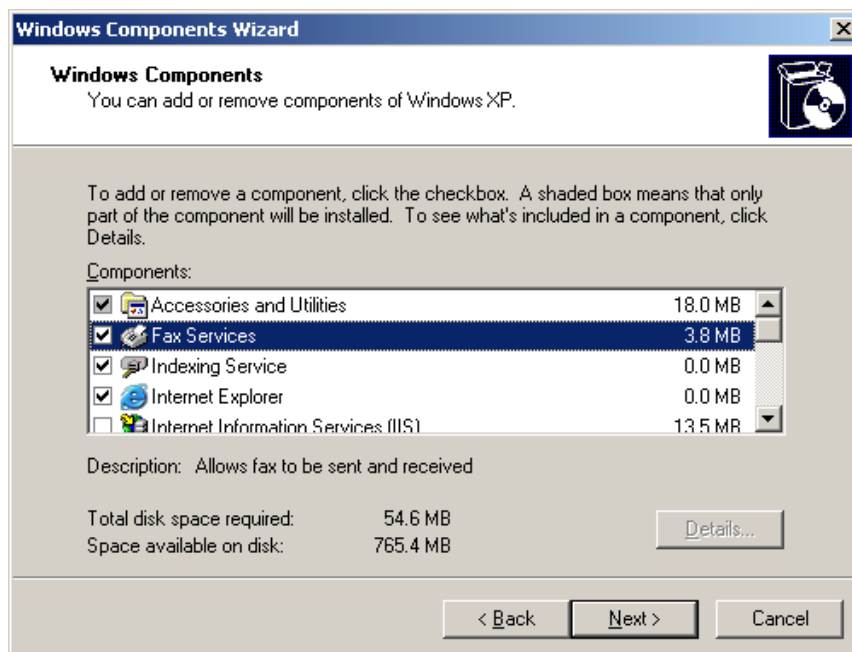 Windows Components Wizard
Windows Components
You can add or remove components of Windows XP.
To add or remove a component, click the checkbox. A shaded box means that only
part of the component will be installed. To see what's included in a component, click
Details.
Components:
Accessories and Utilities 18.0 MB
Fax Services 3.8 MB
Indexing Service 0.0 MB
Internet Explorer 0.0 MB
Internet Information Services (IIS) 13.5 MB
Description: Allows fax to be sent and received
Total disk space required: 54.6 MB
Space available on disk: 765.4 MB
Details...
< Back Next > Cancel